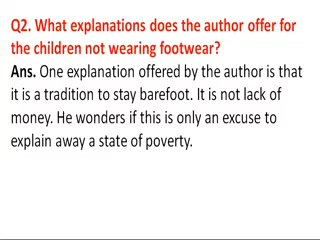 Q2. What explanations does the author offer for
the children not wearing footwear?
Ans. One explanation offered by the author is that
it is a tradition to stay barefoot. It is not lack of
money. He wonders if this is only an excuse to
explain away a state of poverty.